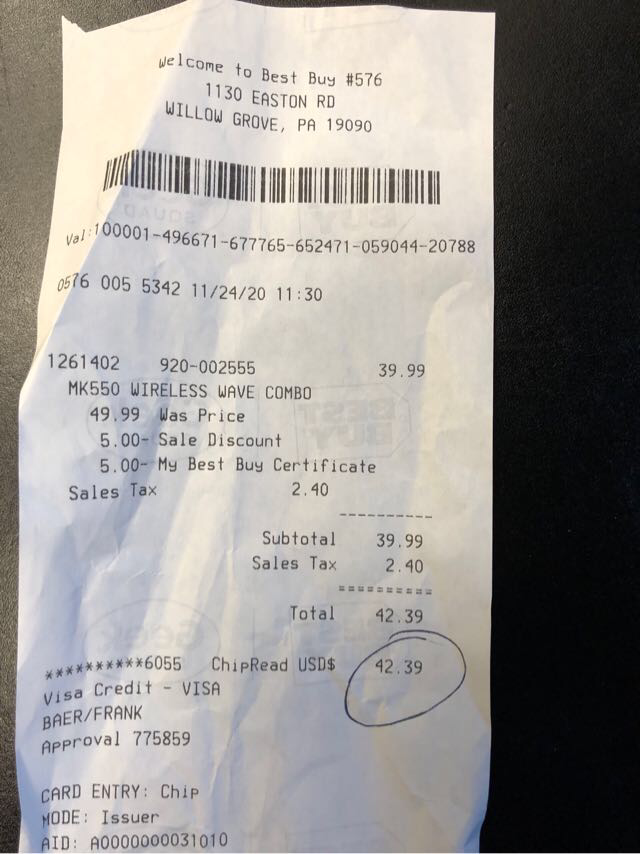 Welcome to Best Buy #576
1130 EASTON RD
WILLOW GROVE, PA 19090
Val:100001-496671-677765-652471-059044-20788
0576 005 5342 11/24/20 11:30
1261402 920-002555 39.99
MK550 WIRELESS WAVE COMBO
49.99 Was Price
5.00- Sale Discount
5.00- My Best Buy Certificate
Sales Tax 2.40
----------
Subtotal 39.99
Sales Tax 2.40
==========
Total 42.39
**********6055 ChipRead USD$ 42.39
Visa Credit - VISA
BAER/FRANK
Approval 775859
CARD ENTRY: Chip
MODE: Issuer
AID: A0000000031010